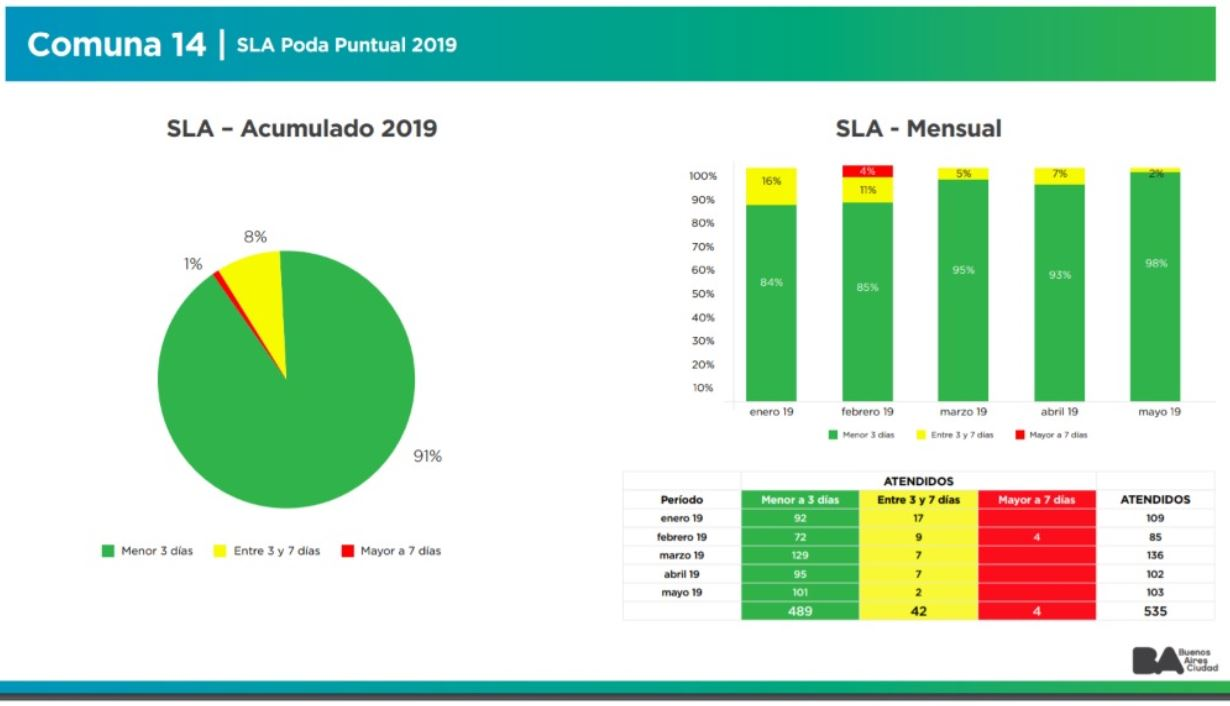 Comuna 14 | SLA Poda Puntual 2019
SLA – Acumulado 2019
8%
1%
91%
Menor 3 días Entre 3 y 7 días Mayor a 7 días
SLA - Mensual
100%
90%
80%
70%
60%
50%
40%
30%
20%
10%
16% 4% 11% 5% 7% 2%
84% 85% 95% 93% 98%
enero 19 febrero 19 marzo 19 abril 19 mayo 19
Menor 3 días Entre 3 y 7 días Mayor a 7 días
ATENDIDOS
Período Menor a 3 días Entre 3 y 7 días Mayor a 7 días ATENDIDOS
enero 19 92 17 109
febrero 19 72 9 4 85
marzo 19 129 7 136
abril 19 95 7 102
mayo 19 101 2 103
489 42 4 535
BA Buenos
Aires
Ciudad